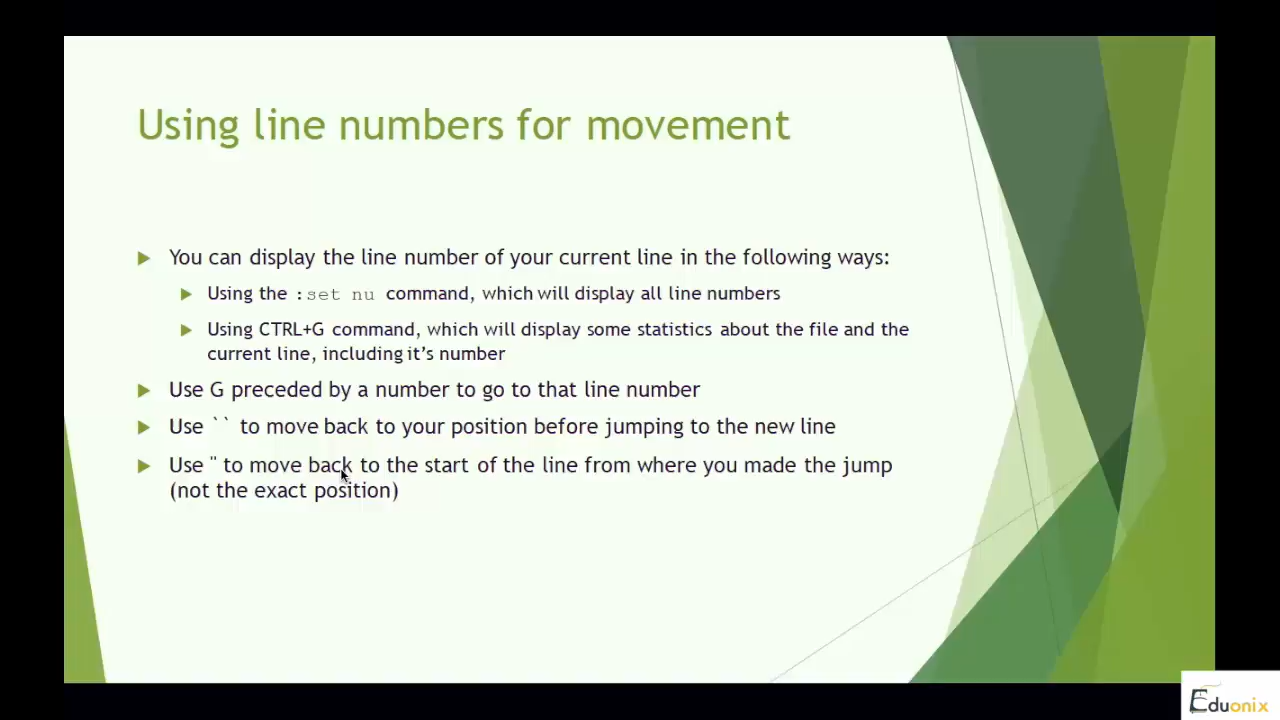 Using line numbers for movement
You can display the line number of your current line in the following ways:
Using the :set nu command, which will display all line numbers
Using CTRL+G command, which will display some statistics about the file and the
current line, including it's number
Use G preceded by a number to go to that line number
Use `` to move back to your position before jumping to the new line
Use " to move back to the start of the line from where you made the jump
(not the exact position)
Eduonix